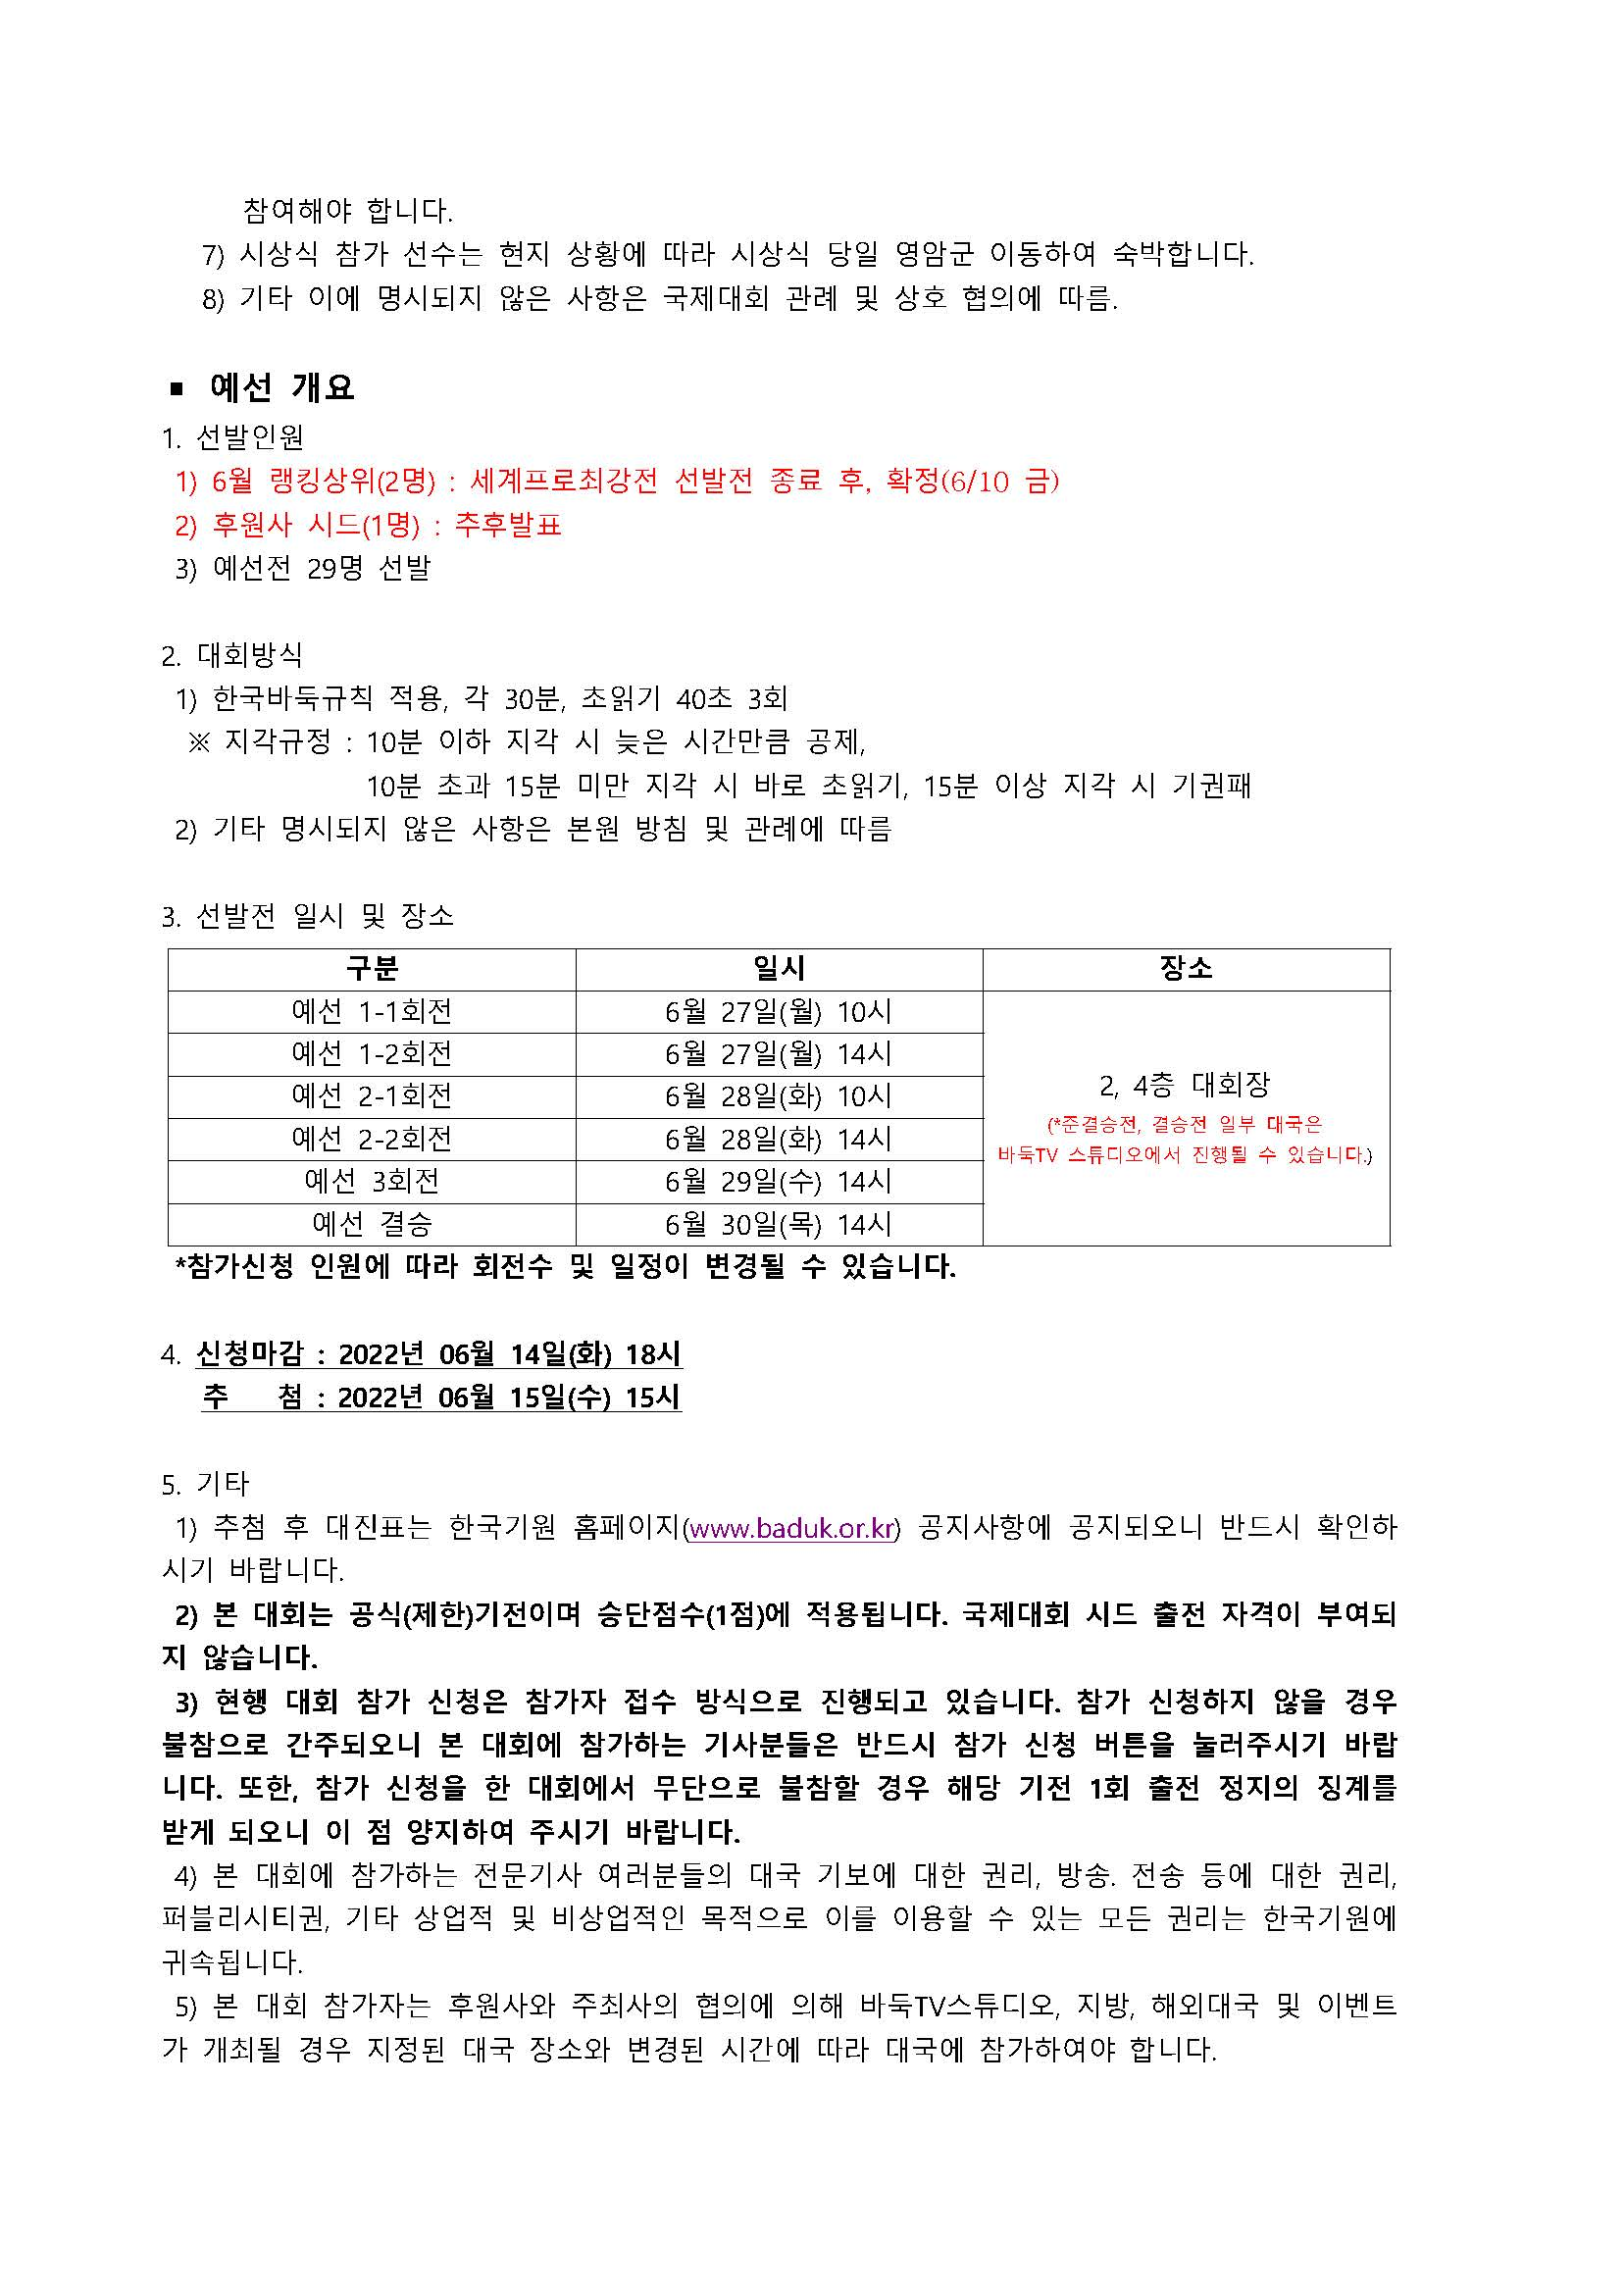 참여해야 합니다.
7) 시상식 참가 선수는 현지 상황에 따라 시상식 당일 영암군 이동하여 숙박합니다.
8) 기타 이에 명시되지 않은 사항은 국제대회 관례 및 상호 협의에 따름.
▪ 예선 개요
1. 선발인원
1) 6월 랭킹상위(2명) : 세계프로최강전 선발전 종료 후, 확정(6/10 금)
2) 후원사 시드(1명) : 추후발표
3) 예선전 29명 선발
2. 대회방식
1) 한국바둑규칙 적용, 각 30분, 초읽기 40초 3회
※ 지각규정 : 10분 이하 지각 시 늦은 시간만큼 공제,
10분 초과 15분 미만 지각 시 바로 초읽기, 15분 이상 지각 시 기권패
2) 기타 명시되지 않은 사항은 본원 방침 및 관례에 따름
3. 선발전 일시 및 장소
구분 일시 장소
예선 1-1회전 6월 27일(월) 10시
예선 1-2회전 6월 27일(월) 14시
예선 2-1회전 6월 28일(화) 10시
예선 2-2회전 6월 28일(화) 14시
예선 3회전 6월 29일(수) 14시
예선 결승 6월 30일(목) 14시
2, 4층 대회장
(*준결승전, 결승전 일부 대국은
바둑TV 스튜디오에서 진행될 수 있습니다.)
*참가신청 인원에 따라 회전수 및 일정이 변경될 수 있습니다.
4. 신청마감 : 2022년 06월 14일(화) 18시
추 첨 : 2022년 06월 15일(수) 15시
5. 기타
1) 추첨 후 대진표는 한국기원 홈페이지(www.baduk.or.kr) 공지사항에 공지되오니 반드시 확인하
시기 바랍니다.
2) 본 대회는 공식(제한)기전이며 승단점수(1점)에 적용됩니다. 국제대회 시드 출전 자격이 부여되
지 않습니다.
3) 현행 대회 참가 신청은 참가자 접수 방식으로 진행되고 있습니다. 참가 신청하지 않을 경우
불참으로 간주되오니 본 대회에 참가하는 기사분들은 반드시 참가 신청 버튼을 눌러주시기 바랍
니다. 또한, 참가 신청을 한 대회에서 무단으로 불참할 경우 해당 기전 1회 출전 정지의 징계를
받게 되오니 이 점 양지하여 주시기 바랍니다.
4) 본 대회에 참가하는 전문기사 여러분들의 대국 기보에 대한 권리, 방송. 전송 등에 대한 권리,
퍼블리시티권, 기타 상업적 및 비상업적인 목적으로 이를 이용할 수 있는 모든 권리는 한국기원에
귀속됩니다.
5) 본 대회 참가자는 후원사와 주최사의 협의에 의해 바둑TV스튜디오, 지방, 해외대국 및 이벤트
가 개최될 경우 지정된 대국 장소와 변경된 시간에 따라 대국에 참가하여야 합니다.